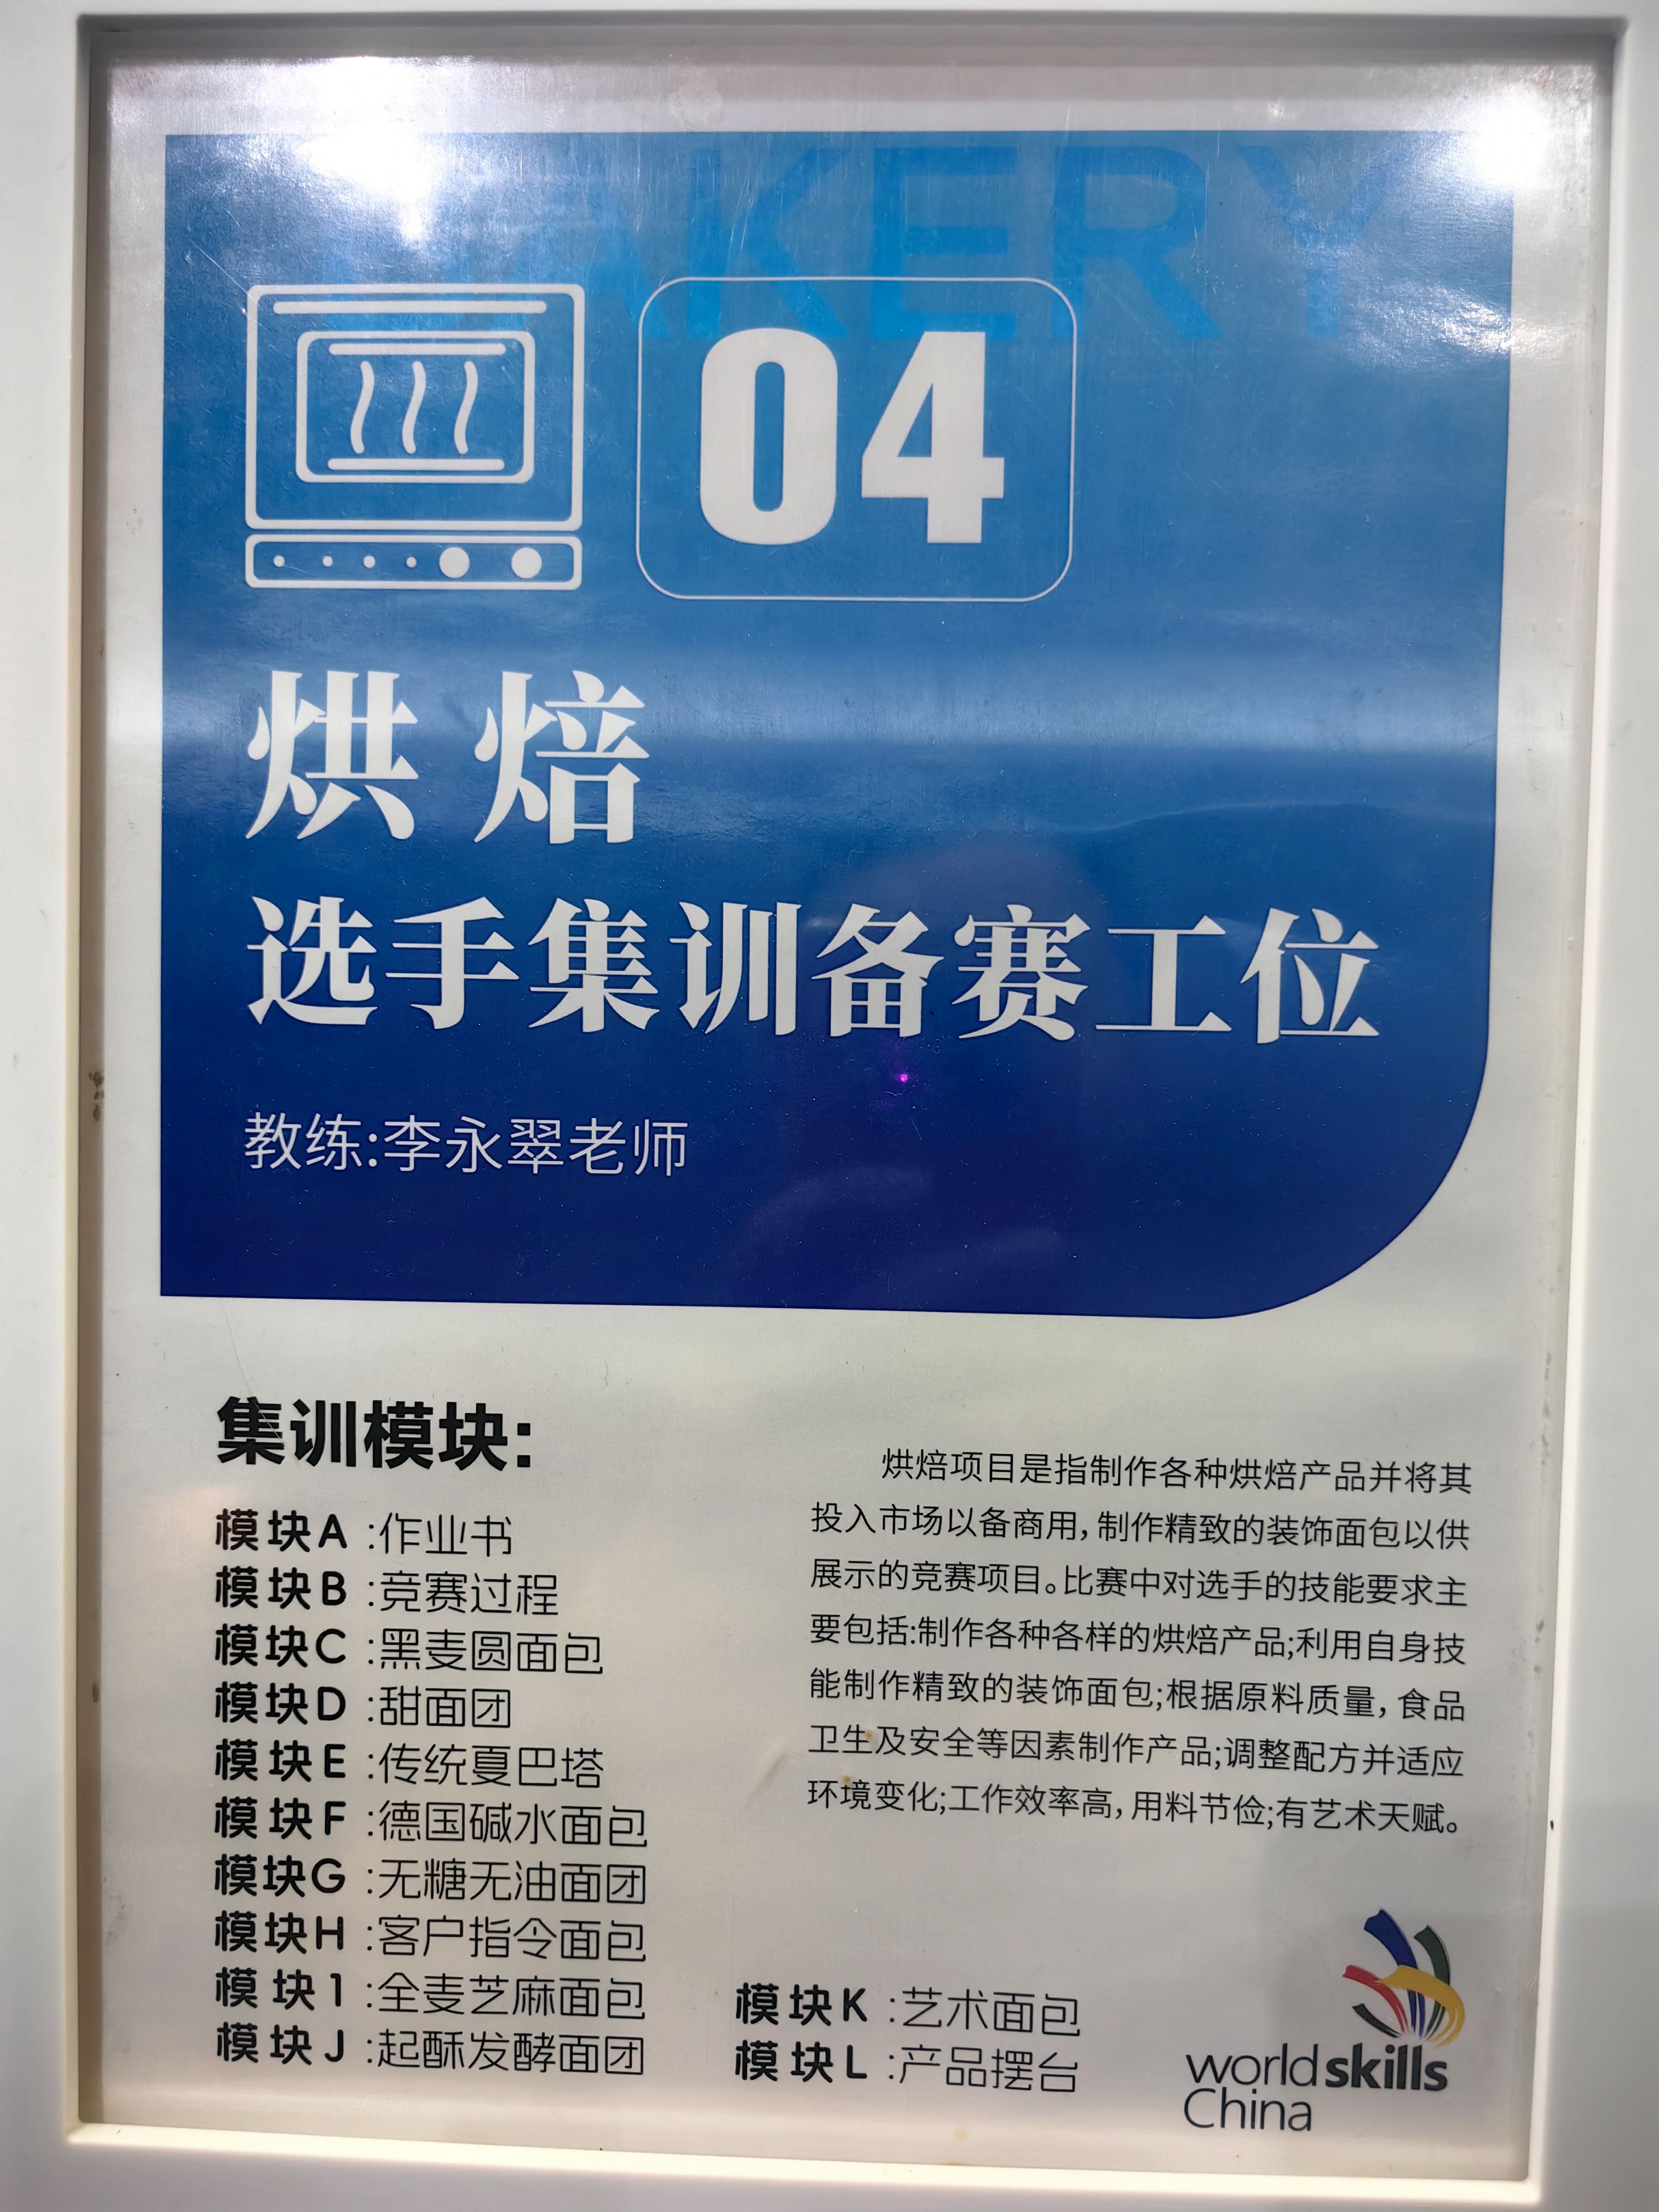 BAKERY
04
烘焙
选手集训备赛工位
教练:李永翠老师
集训模块:
模块A:作业书
模块B:竞赛过程
模块C:黑麦圆面包
模块D:甜面团
模块E:传统夏巴塔
模块F:德国碱水面包
模块G:无糖无油面团
模块H:客户指令面包
模块1:全麦芝麻面包
模块J:起酥发酵面团
模块K:艺术面包
模块L:产品摆台
烘焙项目是指制作各种烘焙产品并将其
投入市场以备商用,制作精致的装饰面包以供
展示的竞赛项目。比赛中对选手的技能要求主
要包括:制作各种各样的烘焙产品;利用自身技
能制作精致的装饰面包;根据原料质量,食品
卫生及安全等因素制作产品;调整配方并适应
环境变化;工作效率高,用料节俭;有艺术天赋。
worldskills
China